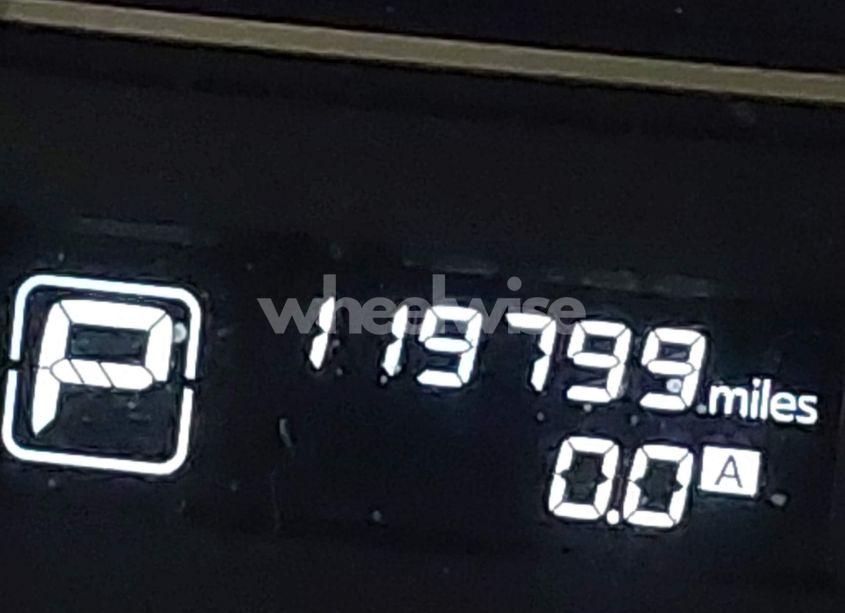 wheelwise
P
119799 miles
0.0 A